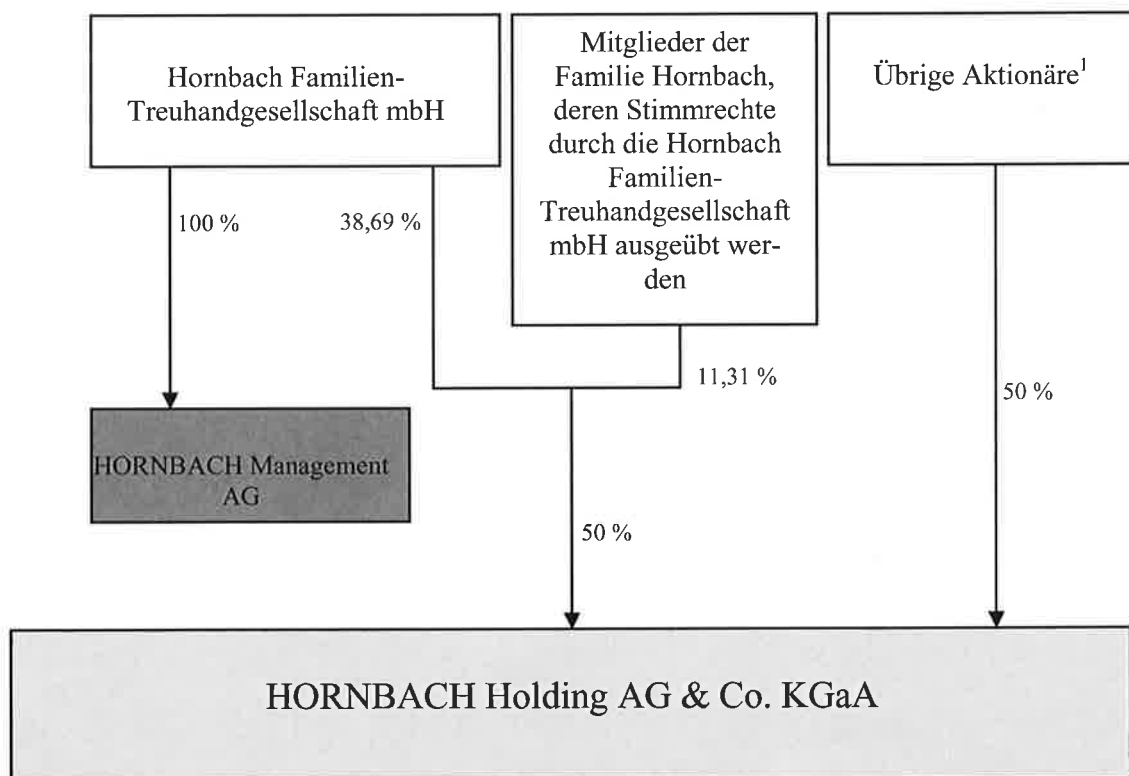 Hornbach Familien-
Treuhandgesellschaft mbH
Mitglieder der
Familie Hornbach,
deren Stimmrechte
durch die Hornbach
Familien-
Treuhandgesellschaft
mbH ausgeübt wer-
den
Übrige Aktionäre¹
100 %
38,69 %
11,31 %
50 %
HORNBACH Management
AG
50 %
HORNBACH Holding AG & Co. KGaA